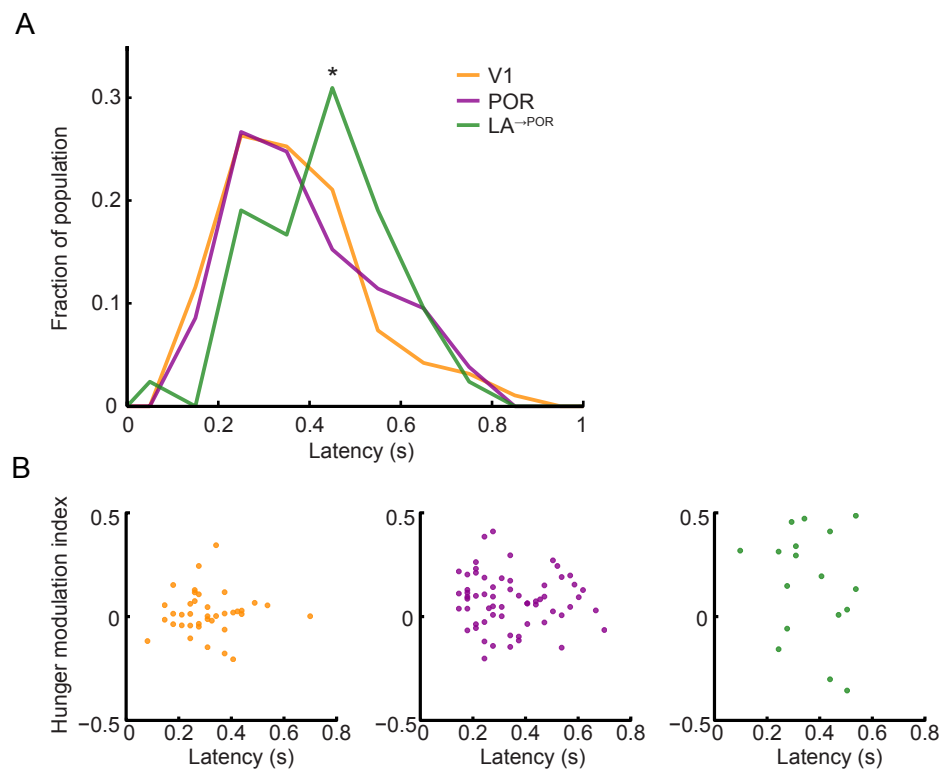 A
*
V1
POR
LA→POR
0.3
0.2
0.1
0
Fraction of population
0 0.2 0.4 0.6 0.8 1
Latency (s)
B
Hunger modulation index
0.5
0
−0.5
0 0.2 0.4 0.6 0.8
Latency (s)
0.5
0
−0.5
0 0.2 0.4 0.6 0.8
Latency (s)
0.5
0
−0.5
0 0.2 0.4 0.6 0.8
Latency (s)